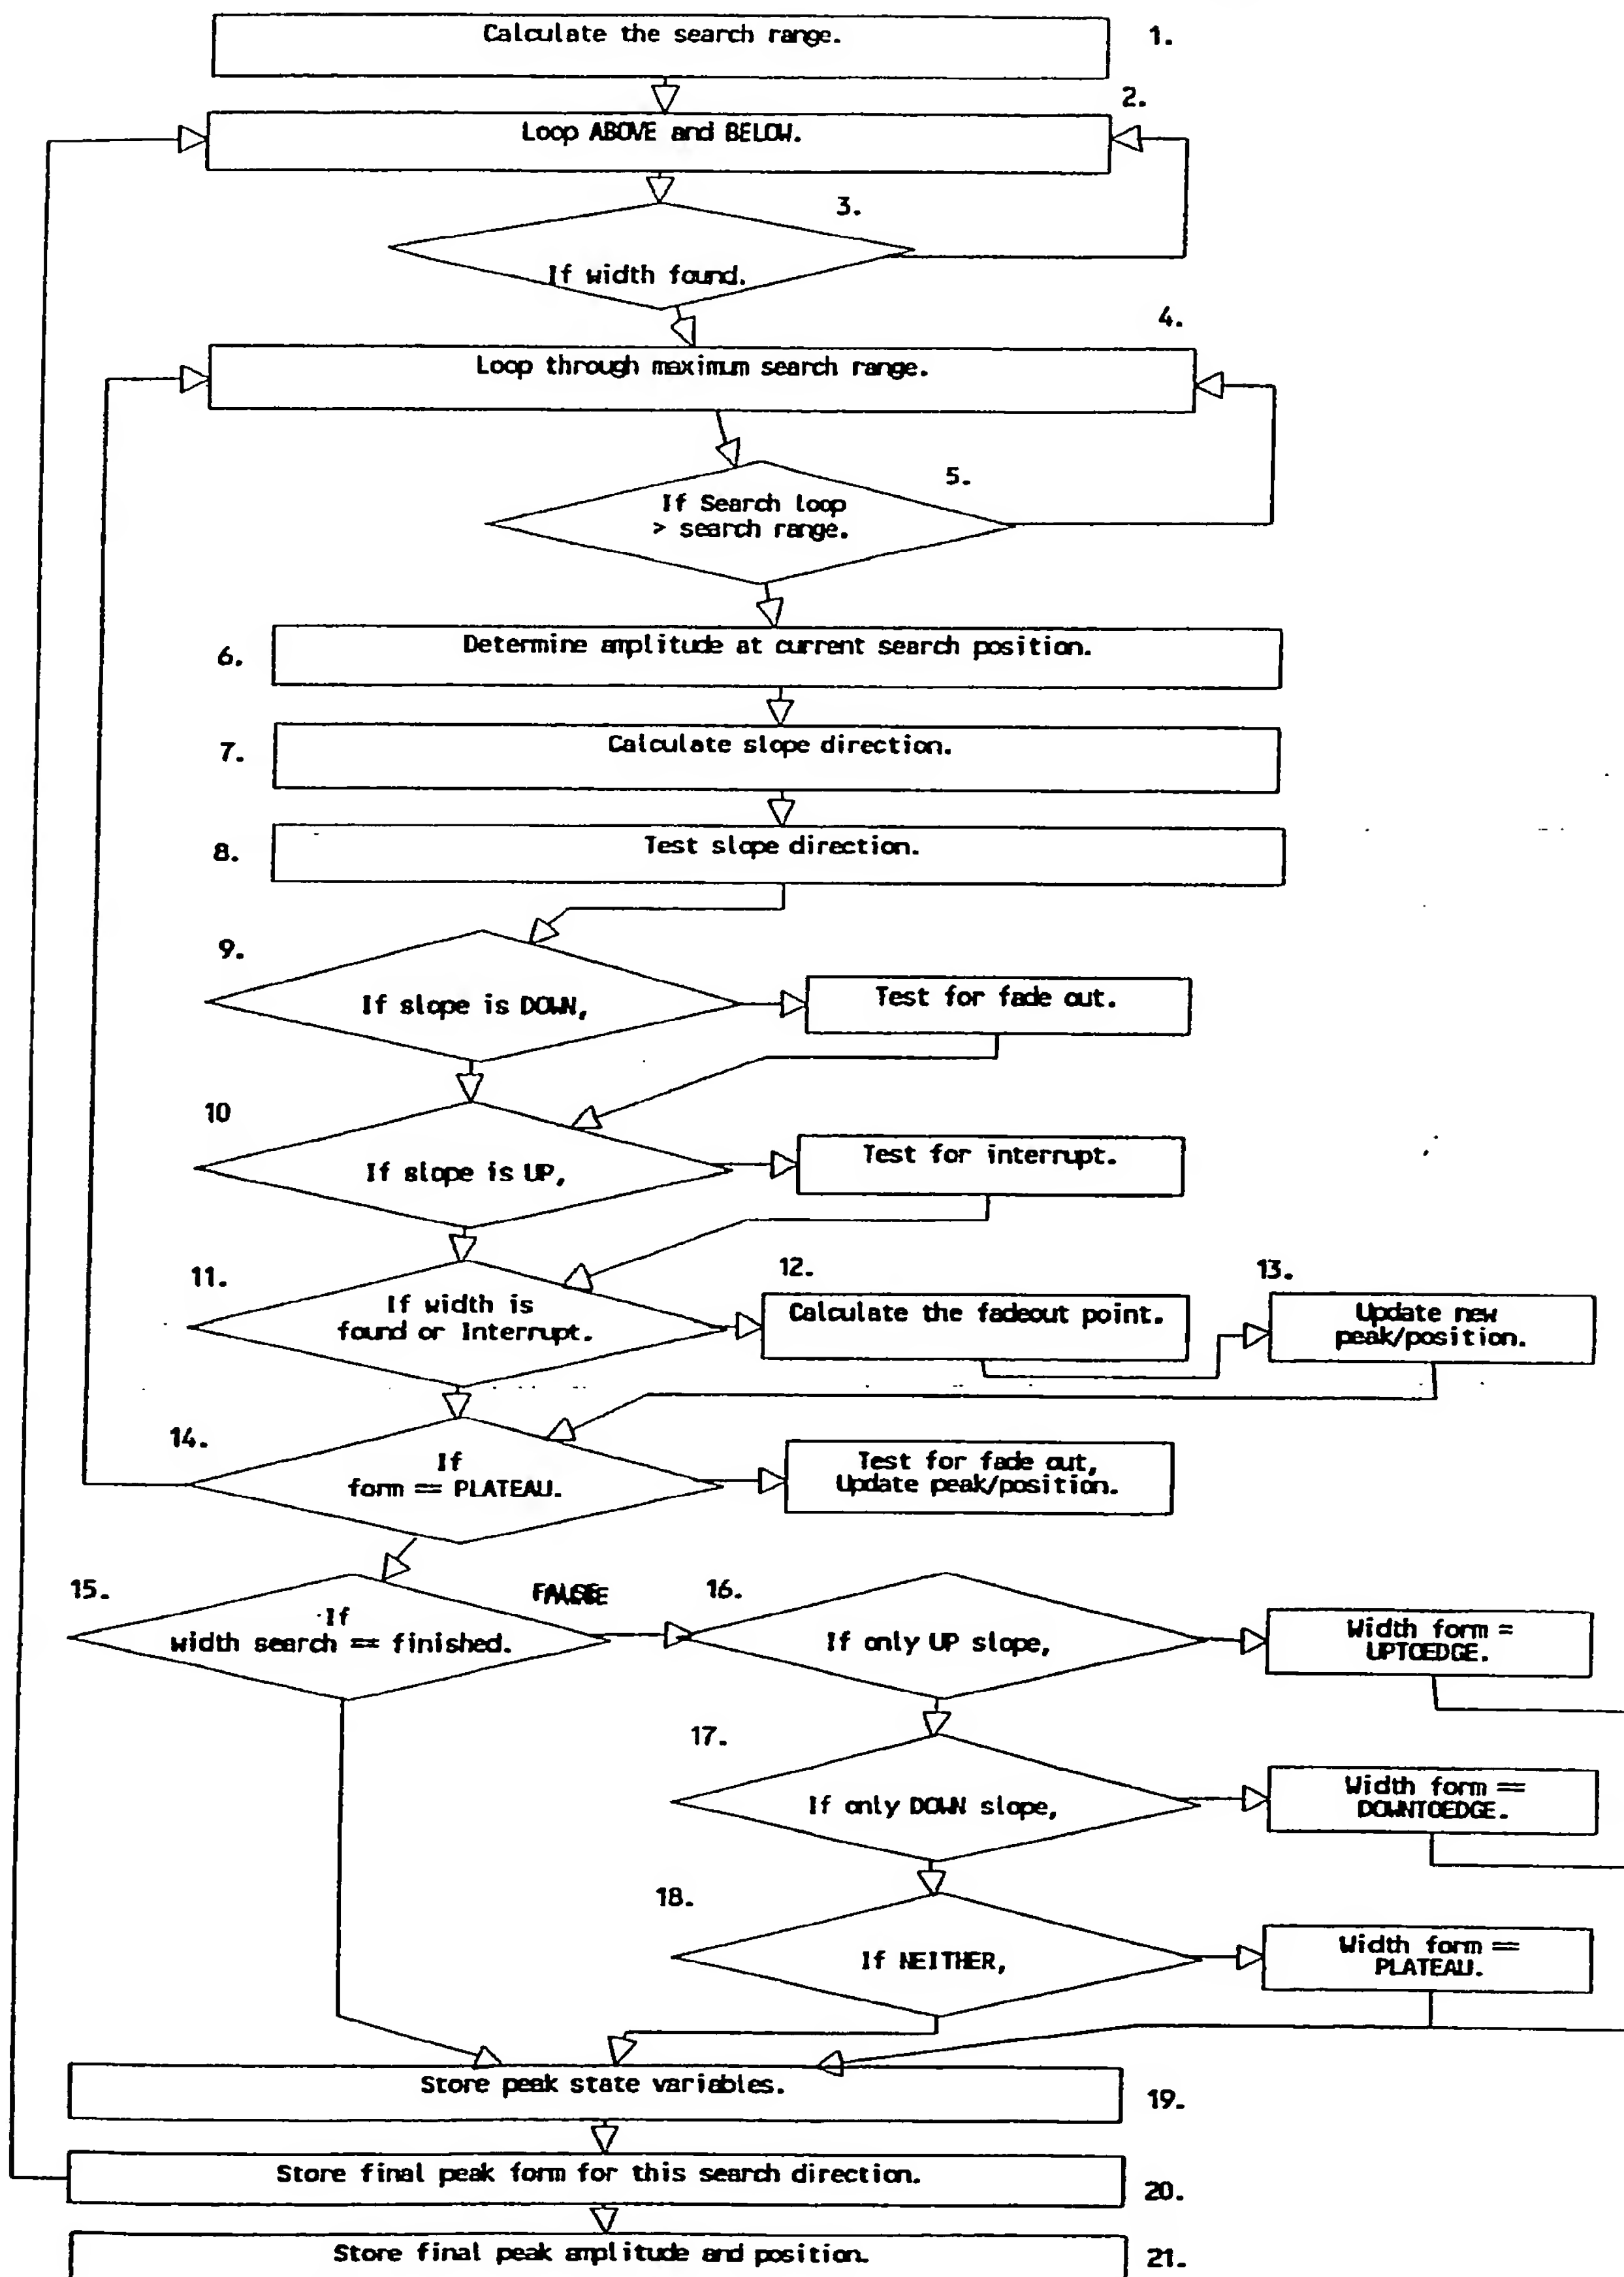 Calculate the search range. 1.
2.
Loop ABOVE and BELOW.
3.
If width found.
4.
Loop through maximum search range.
5.
If Search loop
> search range.
6. Determine amplitude at current search position.
7. Calculate slope direction.
8. Test slope direction.
9.
If slope is DOWN,
Test for fade out.
10
If slope is UP,
Test for interrupt.
11.
If width is
found or Interrupt.
12.
Calculate the fadeout point.
13.
Update new
peak/position.
14.
If
form == PLATEAU.
Test for fade out,
Update peak/position.
15.
If
width search == finished.
16.
If only UP slope,
Width form =
UPTOEDGE.
17.
If only DOWN slope,
Width form ==
DOWNTOEDGE.
18.
If NEITHER,
Width form ==
PLATEAU.
Store peak state variables.
19.
Store final peak form for this search direction.
20.
Store final peak amplitude and position.
21.